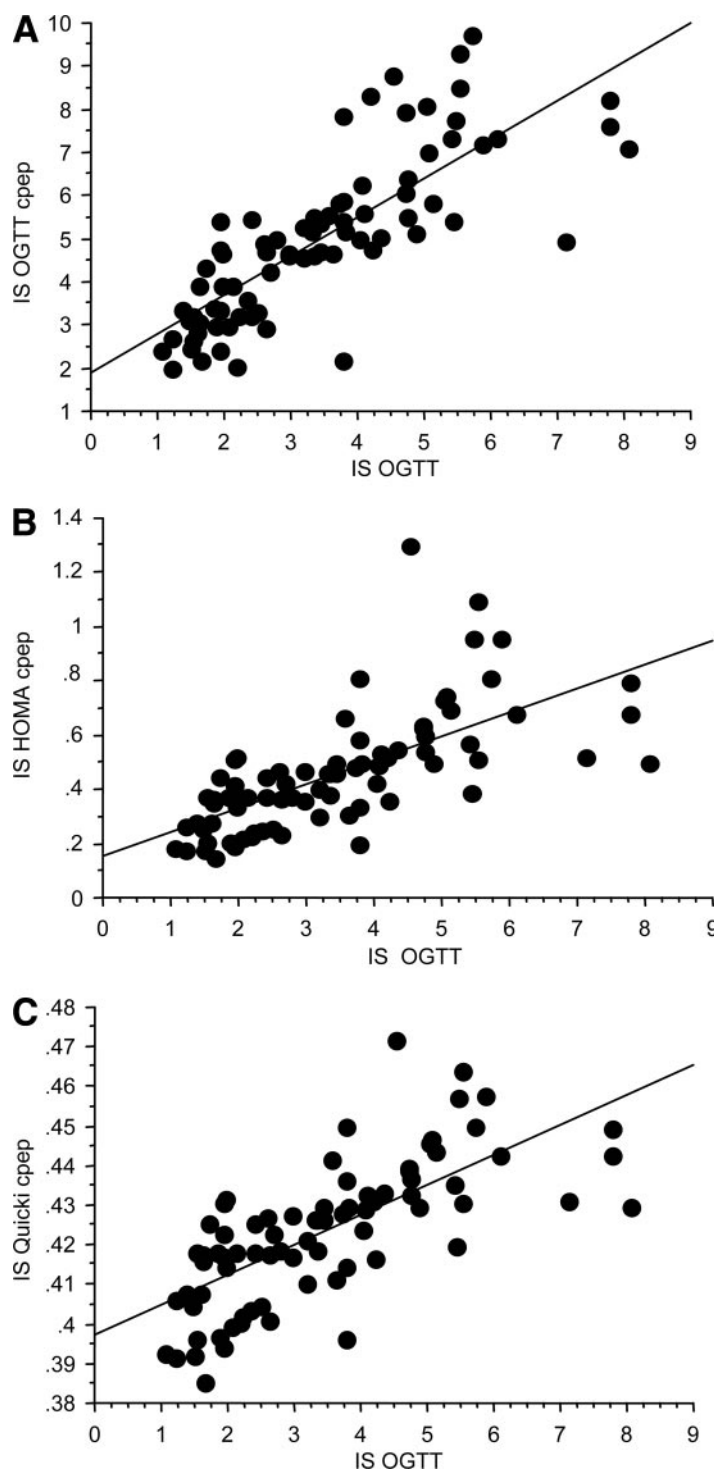 A
10
9
8
7
6
5
4
3
2
1
IS OGTT cpep
0 1 2 3 4 5 6 7 8 9
IS OGTT
B
1.4
1.2
1
.8
.6
.4
.2
0
IS HOMA cpep
0 1 2 3 4 5 6 7 8 9
IS OGTT
C
.48
.47
.46
.45
.44
.43
.42
.41
.4
.39
.38
IS Quicki cpep
0 1 2 3 4 5 6 7 8 9
IS OGTT